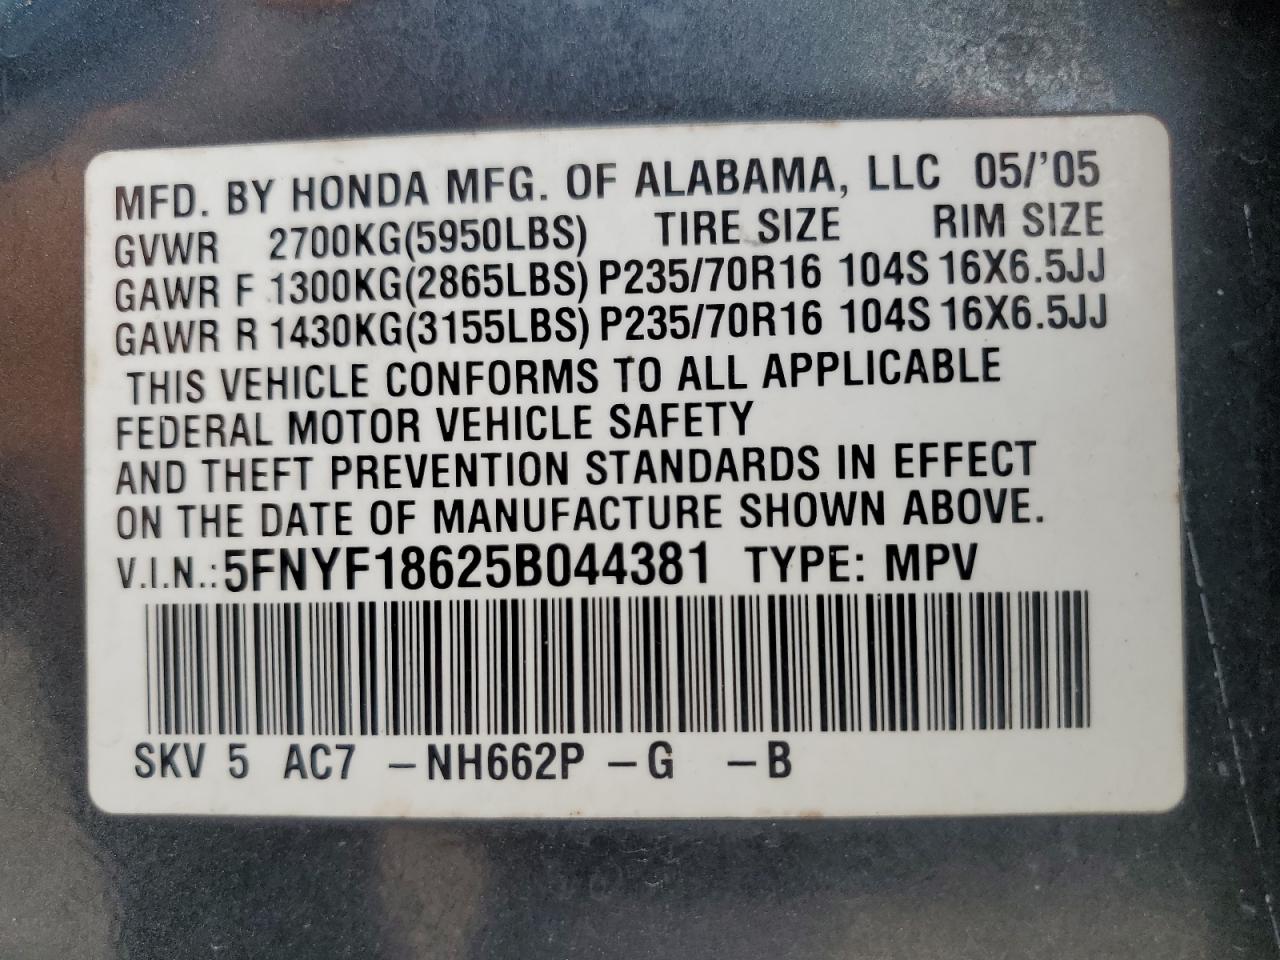 MFD. BY HONDA MFG. OF ALABAMA, LLC 05/'05
GVWR 2700KG(5950LBS) TIRE SIZE RIM SIZE
GAWR F 1300KG(2865LBS) P235/70R16 104S 16X6.5JJ
GAWR R 1430KG(3155LBS) P235/70R16 104S 16X6.5JJ
THIS VEHICLE CONFORMS TO ALL APPLICABLE
FEDERAL MOTOR VEHICLE SAFETY
AND THEFT PREVENTION STANDARDS IN EFFECT
ON THE DATE OF MANUFACTURE SHOWN ABOVE.
V.I.N.: 5FNYF18625B044381 TYPE: MPV
SKV 5 AC7 -NH662P -G -B